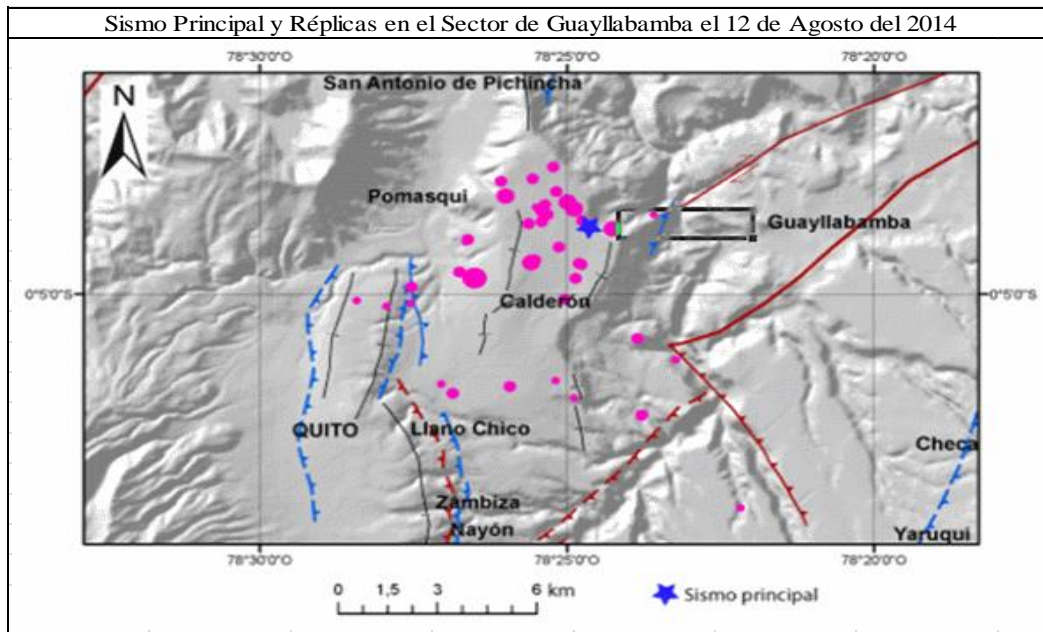 Sismo Principal y Réplicas en el Sector de Guayllabamba el 12 de Agosto del 2014
78°30'0"O 78°25'0"O 78°20'0"O
N
San Antonio de Pichincha
Pomasqui
Guayllabamba
0°5'0"S 0°5'0"S
Calderón
QUITO
Llano Chico
Checa
Zambiza
Nayón
Yaruqui
78°30'0"O 78°25'0"O 78°20'0"O
0 1,5 3 6 km
Sismo principal